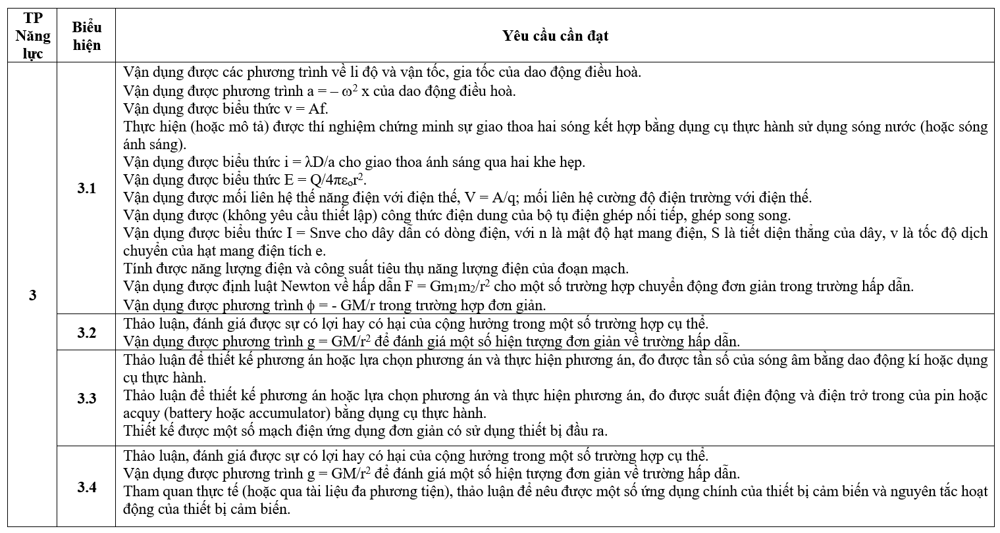 TP
Năng
lực
Biểu
hiện
Yêu cầu cần đạt
3
3.1
Vận dụng được các phương trình về li độ và vận tốc, gia tốc của dao động điều hoà.
Vận dụng được phương trình a = – ω² x của dao động điều hoà.
Vận dụng được biểu thức v = Af.
Thực hiện (hoặc mô tả) được thí nghiệm chứng minh sự giao thoa hai sóng kết hợp bằng dụng cụ thực hành sử dụng sóng nước (hoặc sóng
ánh sáng).
Vận dụng được biểu thức i = λD/a cho giao thoa ánh sáng qua hai khe hẹp.
Vận dụng được biểu thức E = Q/4πεₒr².
Vận dụng được mối liên hệ thế năng điện với điện thế, V = A/q; mối liên hệ cường độ điện trường với điện thế.
Vận dụng được (không yêu cầu thiết lập) công thức điện dung của bộ tụ điện ghép nối tiếp, ghép song song.
Vận dụng được biểu thức I = Snve cho dây dẫn có dòng điện, với n là mật độ hạt mang điện, S là tiết diện thẳng của dây, v là tốc độ dịch
chuyển của hạt mang điện tích e.
Tính được năng lượng điện và công suất tiêu thụ năng lượng điện của đoạn mạch.
Vận dụng được định luật Newton về hấp dẫn F = Gm₁m₂/r² cho một số trường hợp chuyển động đơn giản trong trường hấp dẫn.
Vận dụng được phương trình ϕ = - GM/r trong trường hợp đơn giản.
3.2
Thảo luận, đánh giá được sự có lợi hay có hại của cộng hưởng trong một số trường hợp cụ thể.
Vận dụng được phương trình g = GM/r² để đánh giá một số hiện tượng đơn giản về trường hấp dẫn.
3.3
Thảo luận để thiết kế phương án hoặc lựa chọn phương án và thực hiện phương án, đo được tần số của sóng âm bằng dao động kí hoặc dụng
cụ thực hành.
Thảo luận để thiết kế phương án hoặc lựa chọn phương án và thực hiện phương án, đo được suất điện động và điện trở trong của pin hoặc
acquy (battery hoặc accumulator) bằng dụng cụ thực hành.
Thiết kế được một số mạch điện ứng dụng đơn giản có sử dụng thiết bị đầu ra.
3.4
Thảo luận, đánh giá được sự có lợi hay có hại của cộng hưởng trong một số trường hợp cụ thể.
Vận dụng được phương trình g = GM/r² để đánh giá một số hiện tượng đơn giản về trường hấp dẫn.
Tham quan thực tế (hoặc qua tài liệu đa phương tiện), thảo luận để nêu được một số ứng dụng chính của thiết bị cảm biến và nguyên tắc hoạt
động của thiết bị cảm biến.